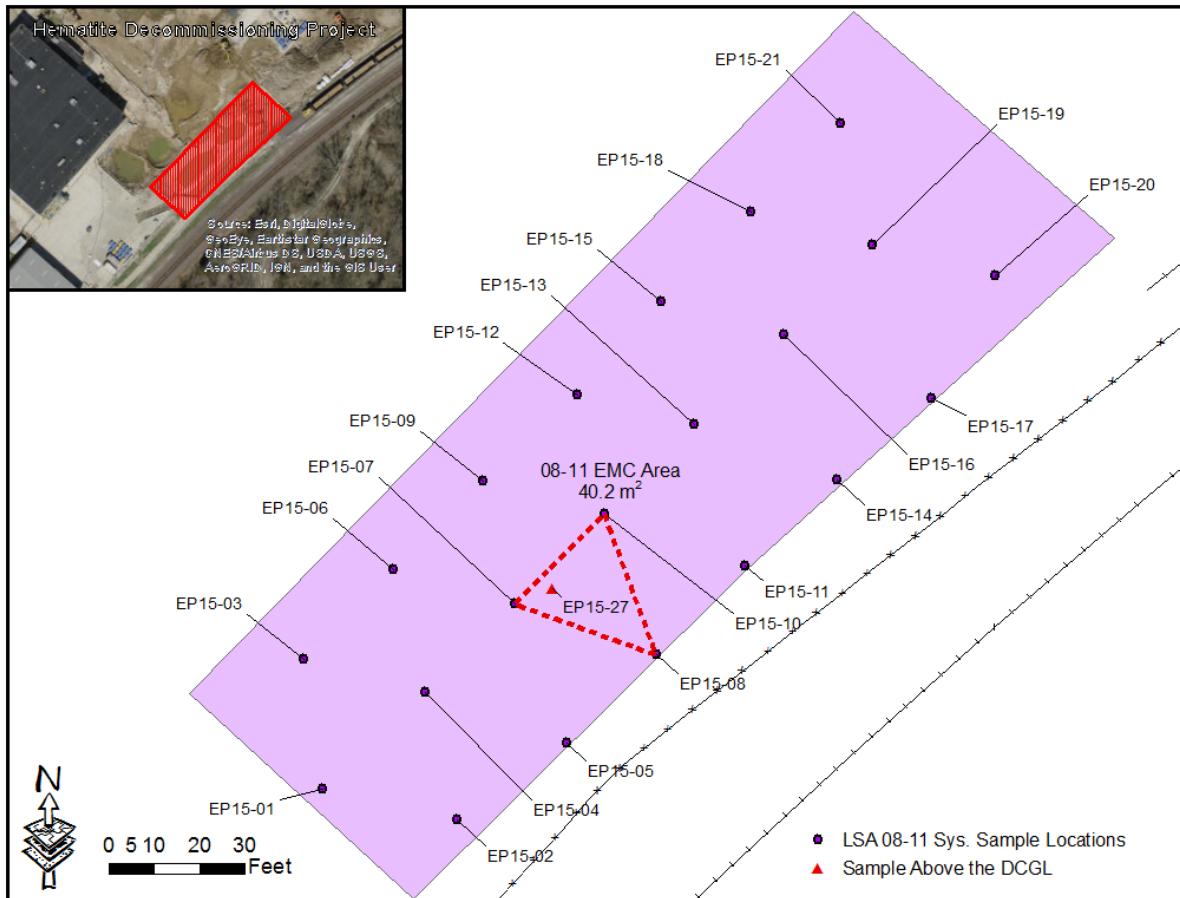 Hematite Decommissioning Project
Source: Esri, DigitalGlobe,
GeoEye, Earthstar Geographics,
CNES/Airbus DS, USDA, USGS,
AeroGRID, IGN, and the GIS User
EP15-21
EP15-19
EP15-18
EP15-20
EP15-15
EP15-13
EP15-12
EP15-09
EP15-17
EP15-07
EP15-16
08-11 EMC Area
40.2 m²
EP15-06
EP15-14
EP15-11
EP15-27
EP15-03
EP15-10
EP15-08
EP15-05
EP15-01
EP15-04
EP15-02
N
0 5 10 20 30
Feet
LSA 08-11 Sys. Sample Locations
Sample Above the DCGL